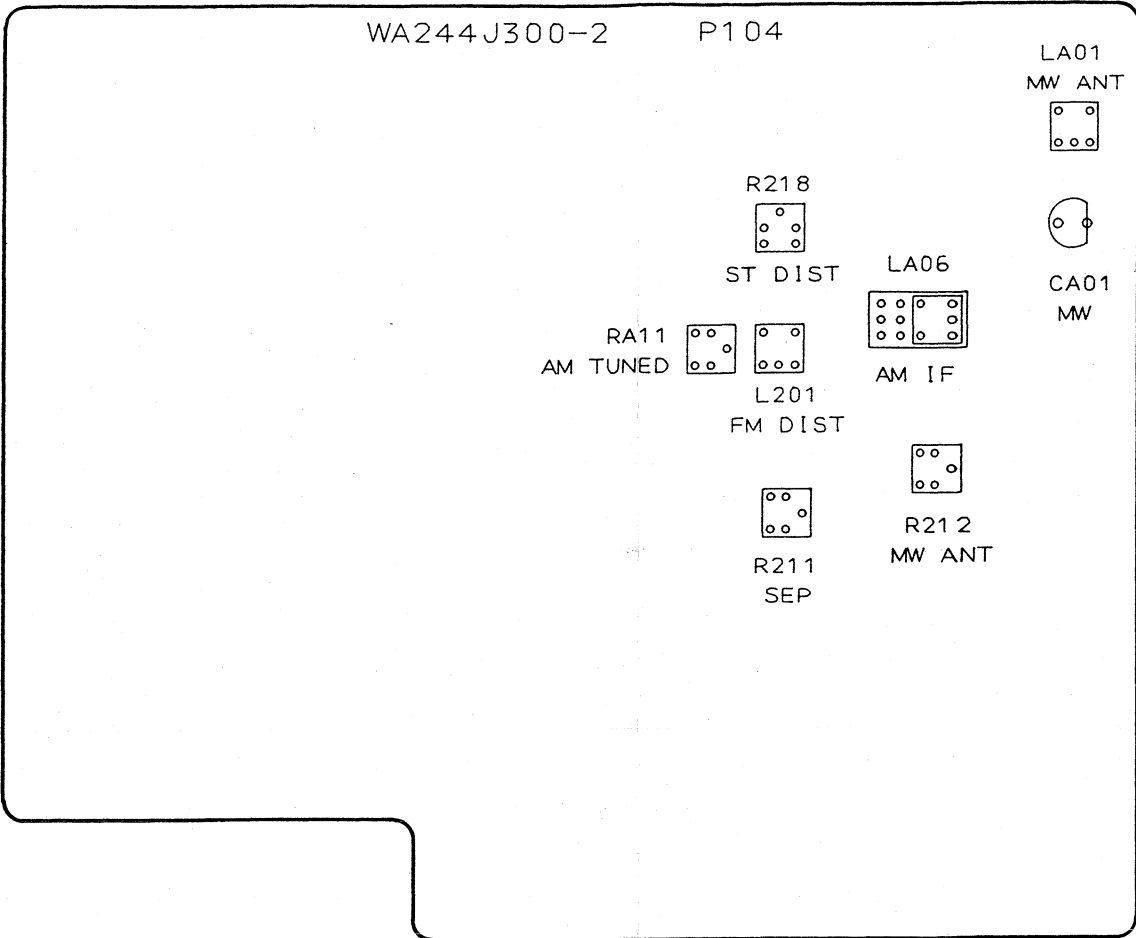 WA244J300-2 P104
LA01
MW ANT
R218
ST DIST
LA06
CA01
MW
RA11
AM TUNED
AM IF
L201
FM DIST
R212
MW ANT
R211
SEP